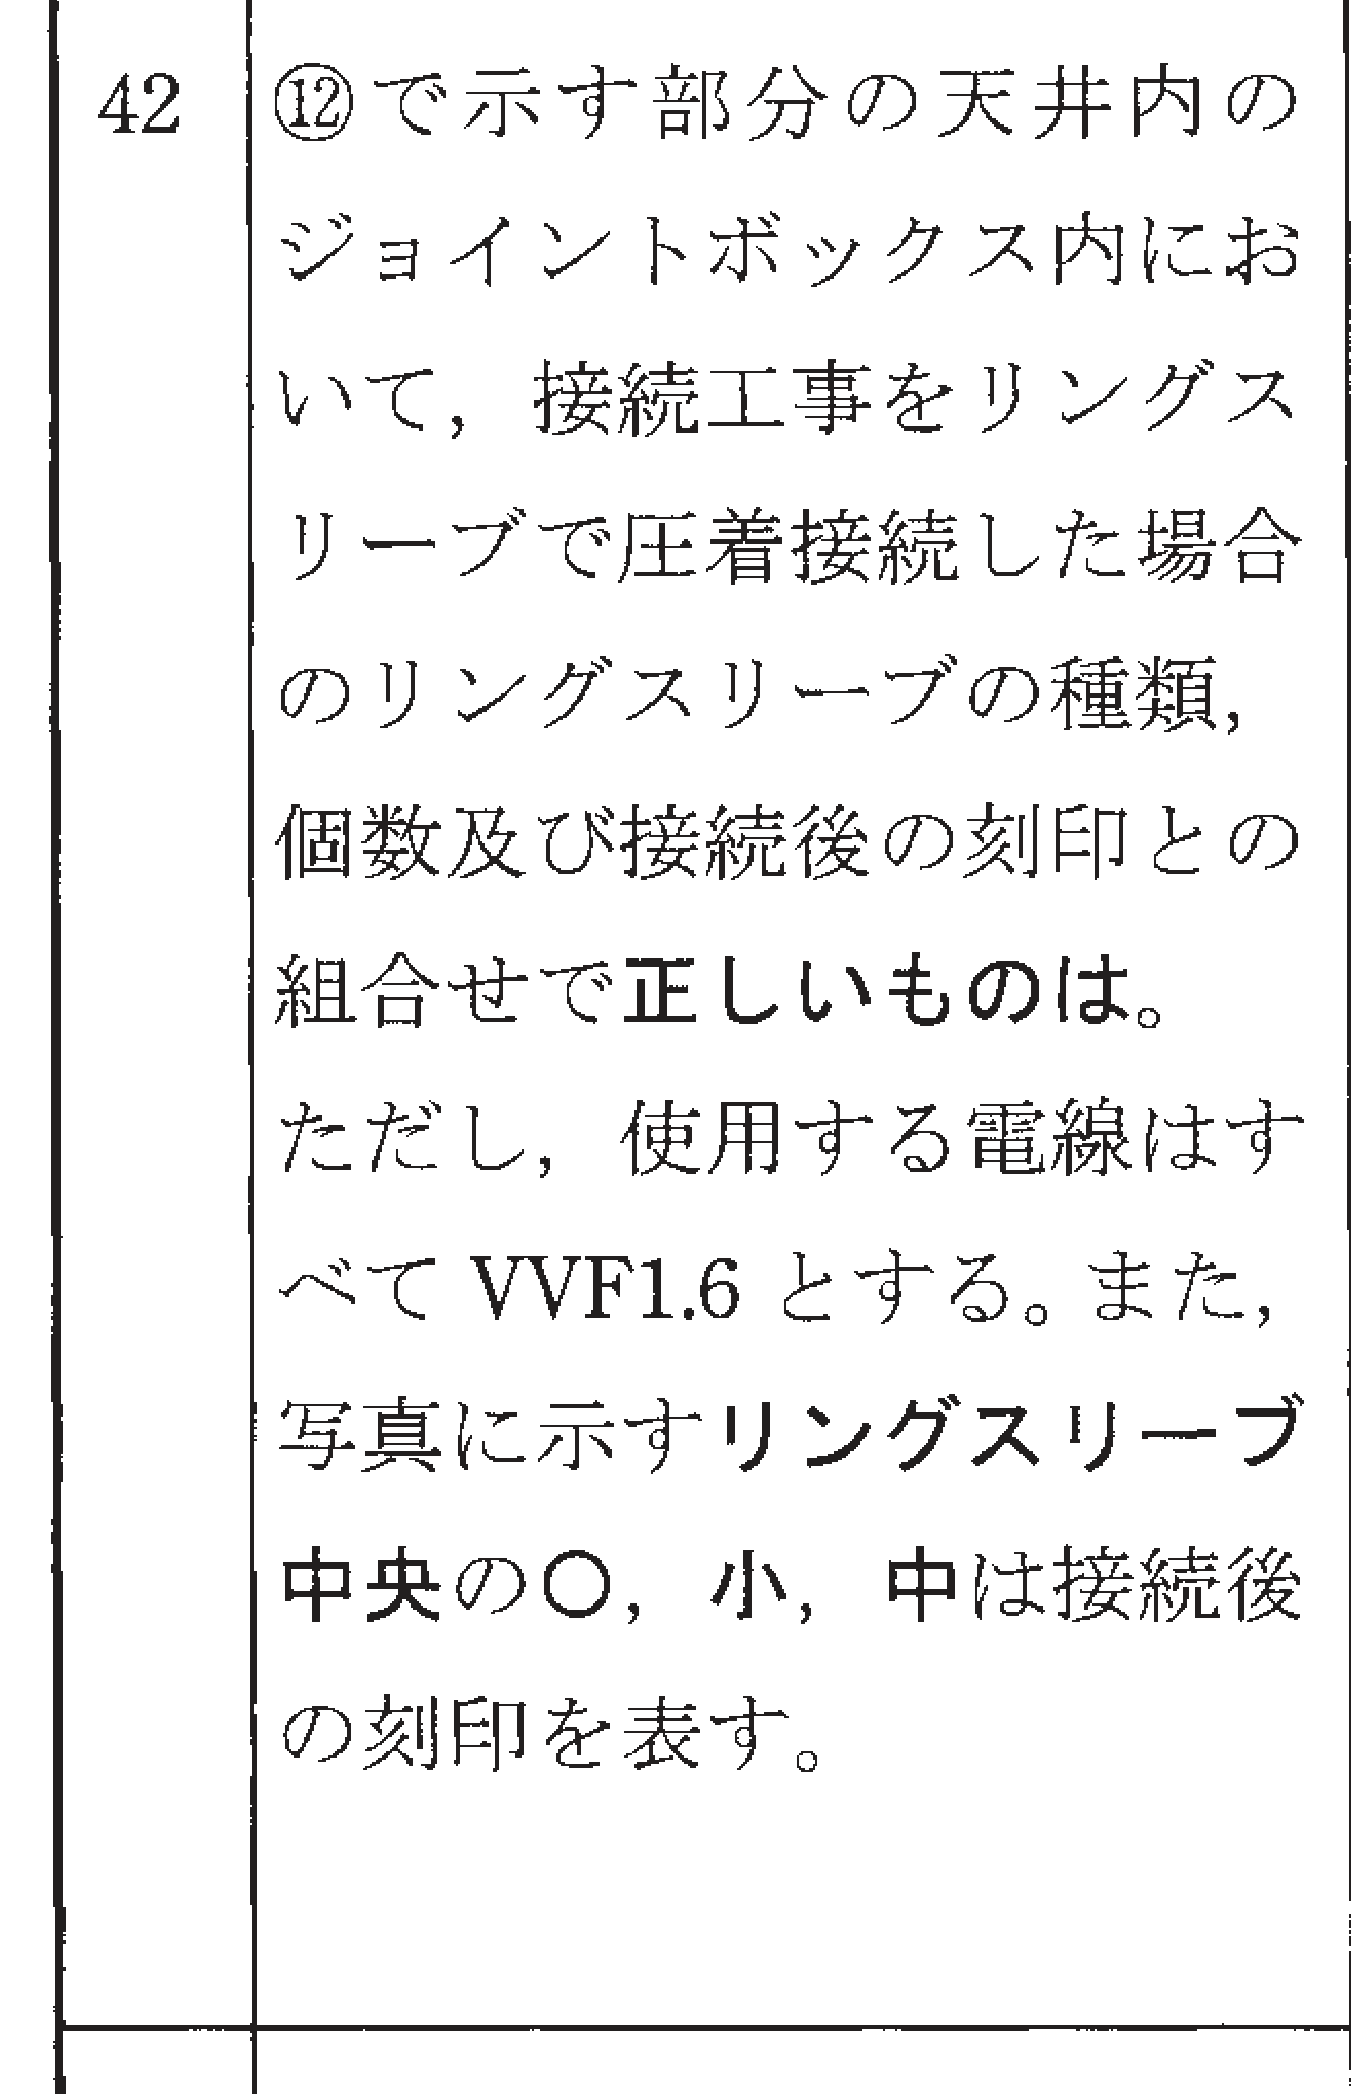 42 ⑫で示す部分の天井内の
ジョイントボックス内にお
いて，接続工事をリングス
リーブで圧着接続した場合
のリングスリーブの種類，
個数及び接続後の刻印との
組合せで正しいものは。
ただし，使用する電線はす
べて VVF1.6 とする。また，
写真に示すリングスリーブ
中央の〇，小，中は接続後
の刻印を表す。